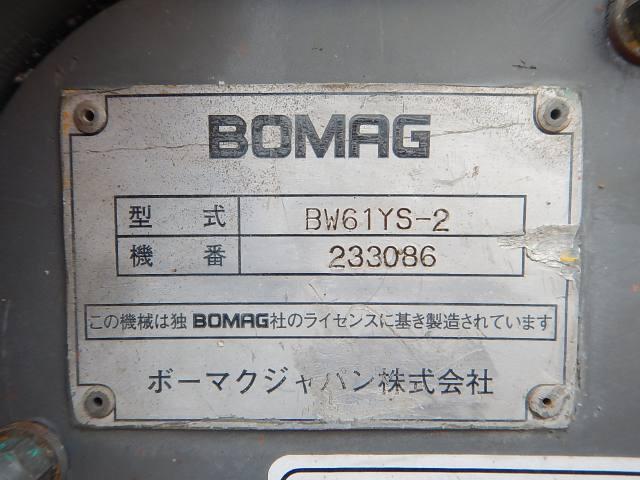 BOMAG
型式 BW61YS-2
機番 233086
この機械は独BOMAG社のライセンスに基き製造されています
ボーマクジャパン株式会社